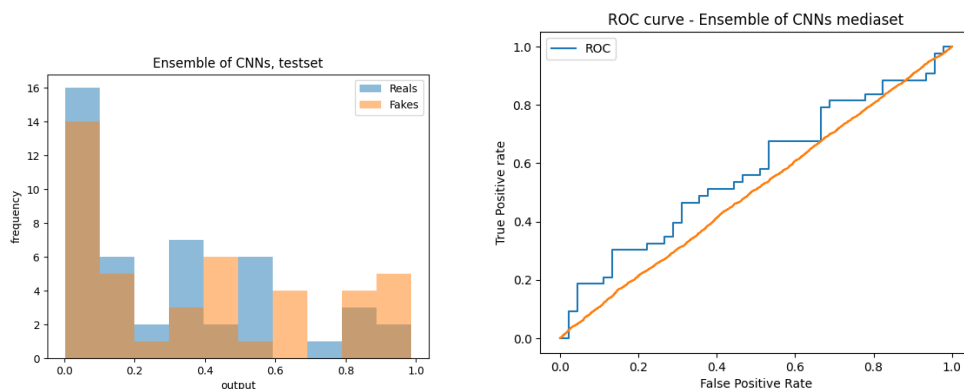 Ensemble of CNNs, testset
Reals
Fakes
frequency
16
14
12
10
8
6
4
2
0
0.0 0.2 0.4 0.6 0.8 1.0
output
ROC curve - Ensemble of CNNs mediaset
ROC
True Positive rate
1.0
0.8
0.6
0.4
0.2
0.0
0.0 0.2 0.4 0.6 0.8 1.0
False Positive Rate